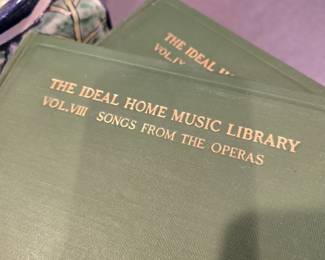 THE IDEAL H
VOL. IV
THE IDEAL HOME MUSIC LIBRARY
VOL. VIII SONGS FROM THE OPERAS